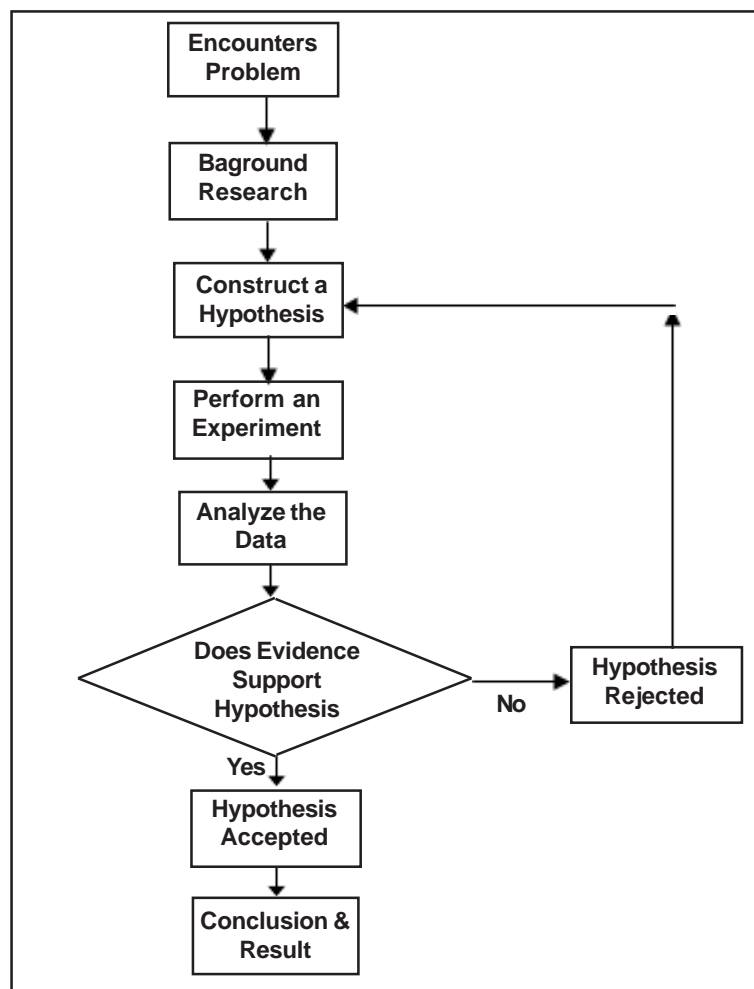 Encounters
Problem
Baground
Research
Construct a
Hypothesis
Perform an
Experiment
Analyze the
Data
Does Evidence
Support
Hypothesis
No
Hypothesis
Rejected
Yes
Hypothesis
Accepted
Conclusion &
Result